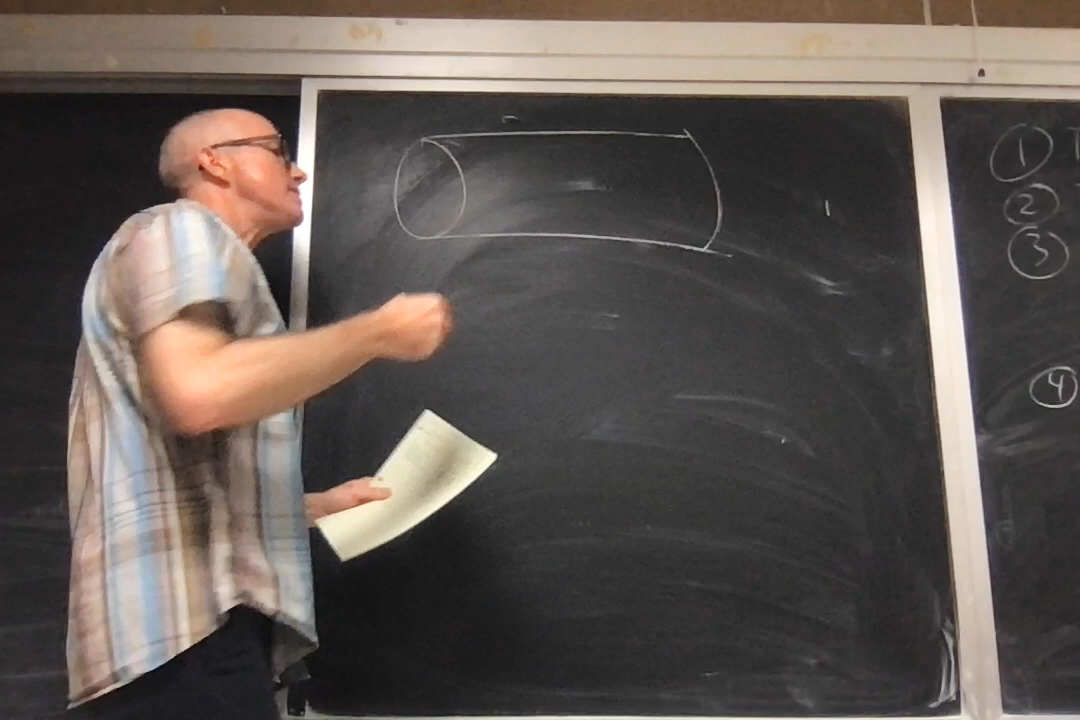 ①
②
③
④